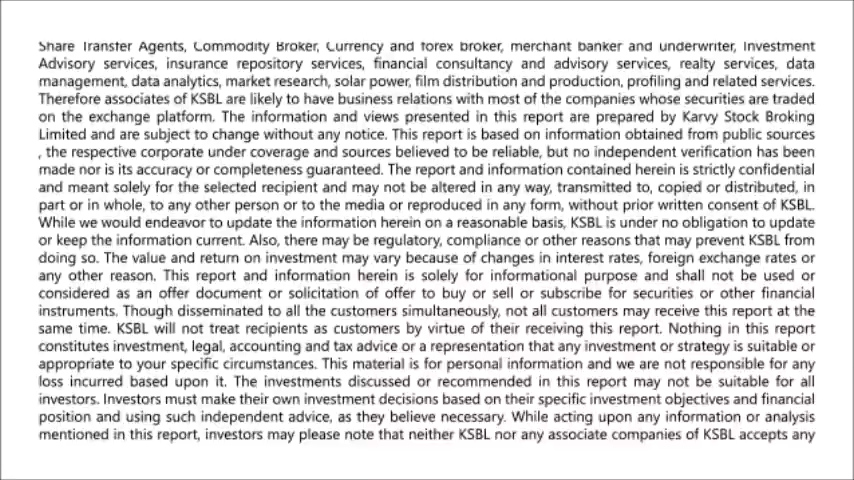 Share Transfer Agents, Commodity Broker, Currency and forex broker, merchant banker and underwriter, Investment
Advisory services, insurance repository services, financial consultancy and advisory services, realty services, data
management, data analytics, market research, solar power, film distribution and production, profiling and related services.
Therefore associates of KSBL are likely to have business relations with most of the companies whose securities are traded
on the exchange platform. The information and views presented in this report are prepared by Karvy Stock Broking
Limited and are subject to change without any notice. This report is based on information obtained from public sources
, the respective corporate under coverage and sources believed to be reliable, but no independent verification has been
made nor is its accuracy or completeness guaranteed. The report and information contained herein is strictly confidential
and meant solely for the selected recipient and may not be altered in any way, transmitted to, copied or distributed, in
part or in whole, to any other person or to the media or reproduced in any form, without prior written consent of KSBL.
While we would endeavor to update the information herein on a reasonable basis, KSBL is under no obligation to update
or keep the information current. Also, there may be regulatory, compliance or other reasons that may prevent KSBL from
doing so. The value and return on investment may vary because of changes in interest rates, foreign exchange rates or
any other reason. This report and information herein is solely for informational purpose and shall not be used or
considered as an offer document or solicitation of offer to buy or sell or subscribe for securities or other financial
instruments. Though disseminated to all the customers simultaneously, not all customers may receive this report at the
same time. KSBL will not treat recipients as customers by virtue of their receiving this report. Nothing in this report
constitutes investment, legal, accounting and tax advice or a representation that any investment or strategy is suitable or
appropriate to your specific circumstances. This material is for personal information and we are not responsible for any
loss incurred based upon it. The investments discussed or recommended in this report may not be suitable for all
investors. Investors must make their own investment decisions based on their specific investment objectives and financial
position and using such independent advice, as they believe necessary. While acting upon any information or analysis
mentioned in this report, investors may please note that neither KSBL nor any associate companies of KSBL accepts any